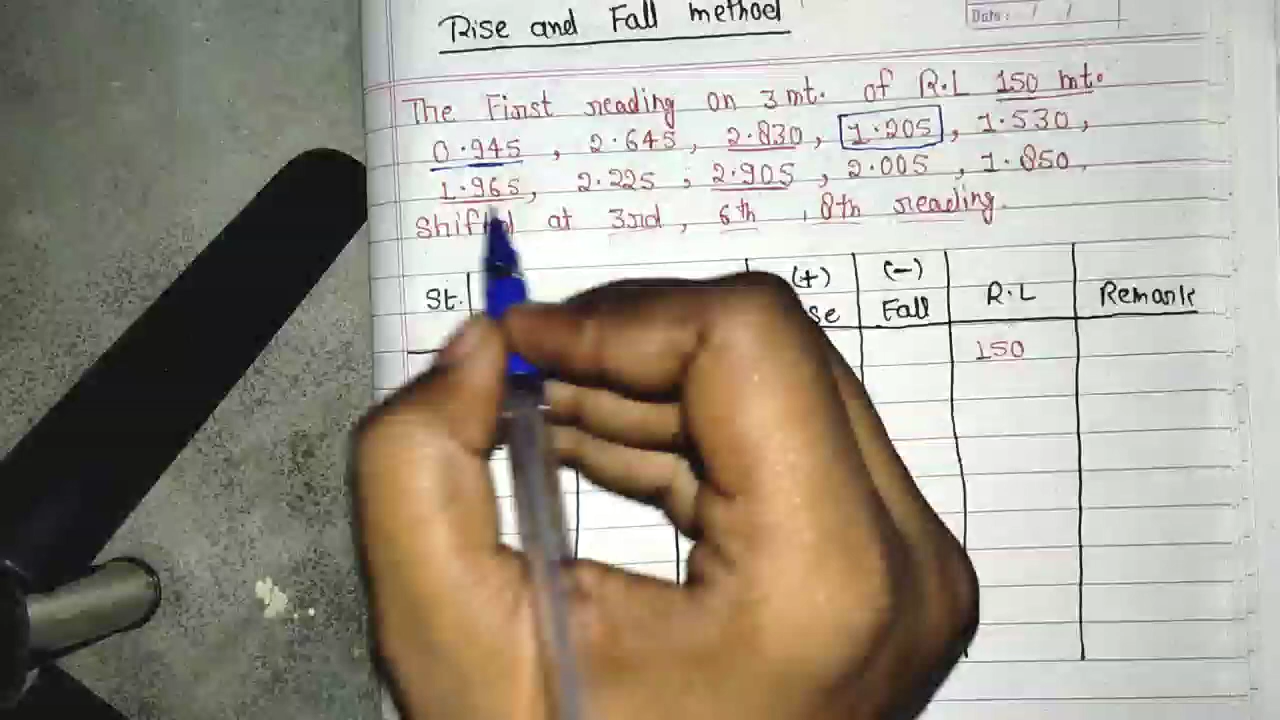 Rise and Fall method
Date: / /
The First reading on 3mt. of R.L 150 mt.
0.945, 2.645, 2.830, 1.205, 1.530,
1.965, 2.225, 2.905, 2.005, 1.850,
at 3rd, 6th, 8th reading.
St. (+) (-) Fall R.L Remark
150